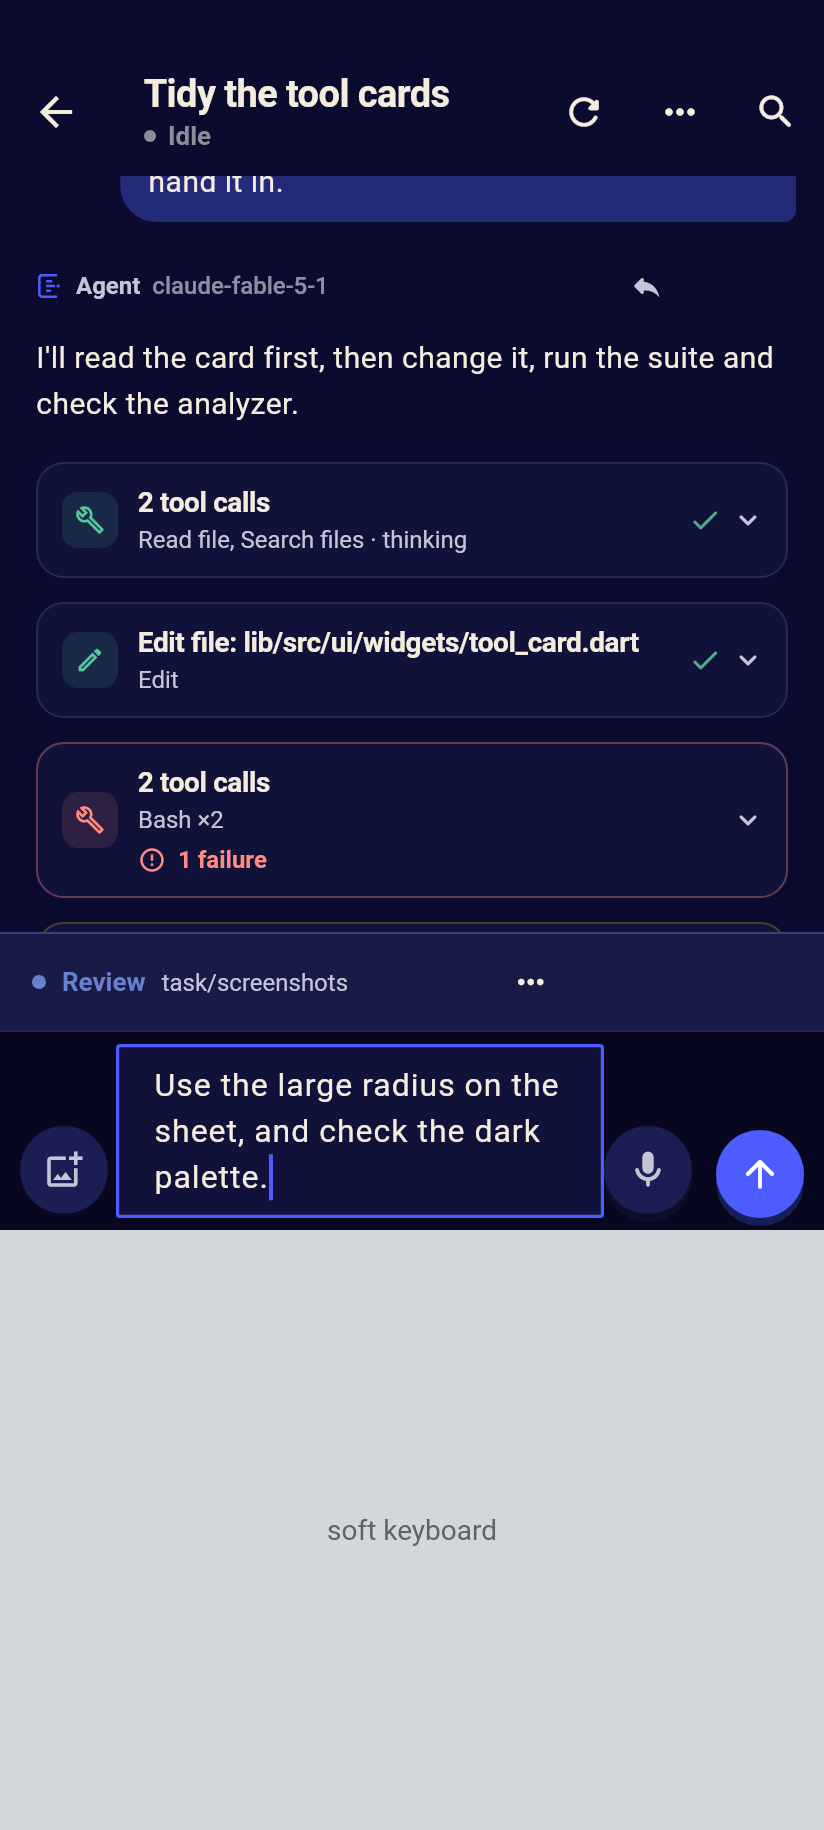 Tidy the tool cards
Idle
hand it in.
Agent claude-fable-5-1
I'll read the card first, then change it, run the suite and
check the analyzer.
2 tool calls
Read file, Search files · thinking
Edit file: lib/src/ui/widgets/tool_card.dart
Edit
2 tool calls
Bash ×2
1 failure
Review task/screenshots
Use the large radius on the
sheet, and check the dark
palette.
soft keyboard